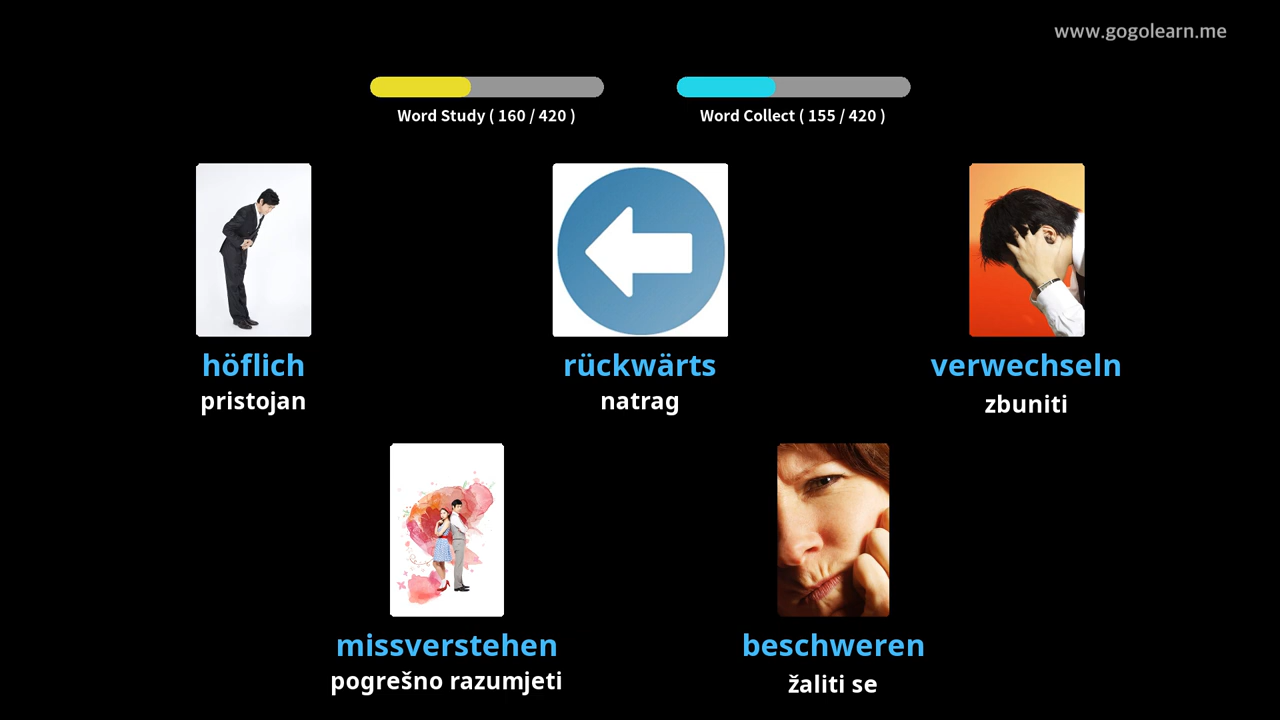 www.gogolearn.me
Word Study ( 160 / 420 )
Word Collect ( 155 / 420 )
höflich
pristojan
rückwärts
natrag
verwechseln
zbuniti
missverstehen
pogrešno razumjeti
beschweren
žaliti se